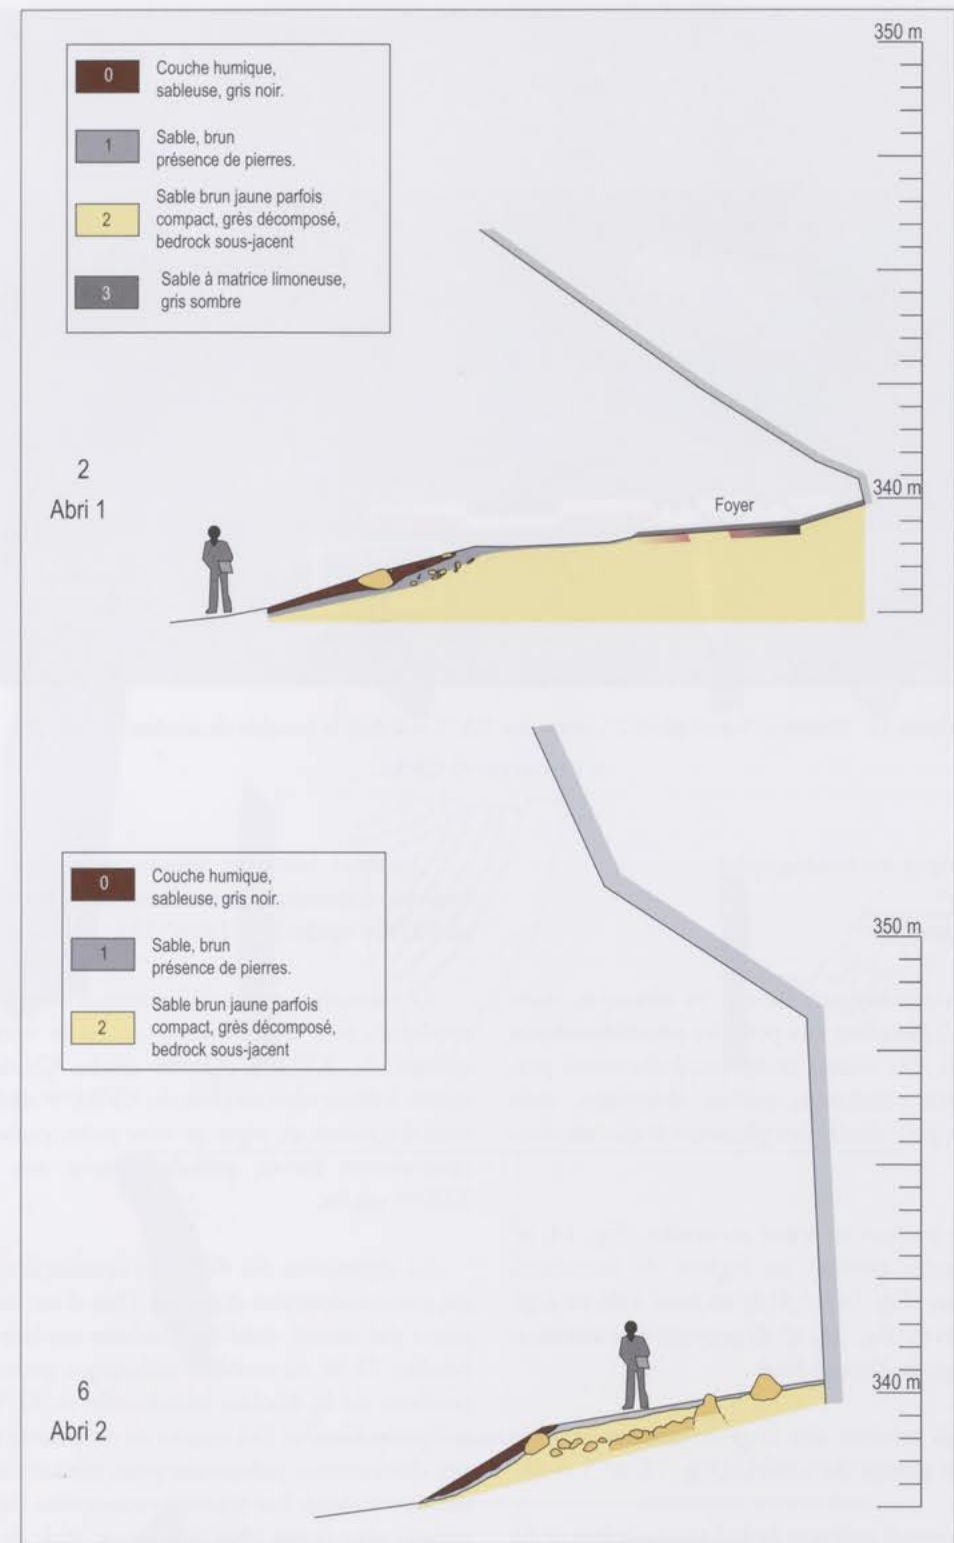 350 m
0
Couche humique,
sableuse, gris noir.
1
Sable, brun
présence de pierres.
2
Sable brun jaune parfois
compact, grès décomposé,
bedrock sous-jacent
3
Sable à matrice limoneuse,
gris sombre
2
Abri 1
340 m
Foyer
0
Couche humique,
sableuse, gris noir.
1
Sable, brun
présence de pierres.
2
Sable brun jaune parfois
compact, grès décomposé,
bedrock sous-jacent
350 m
6
Abri 2
340 m